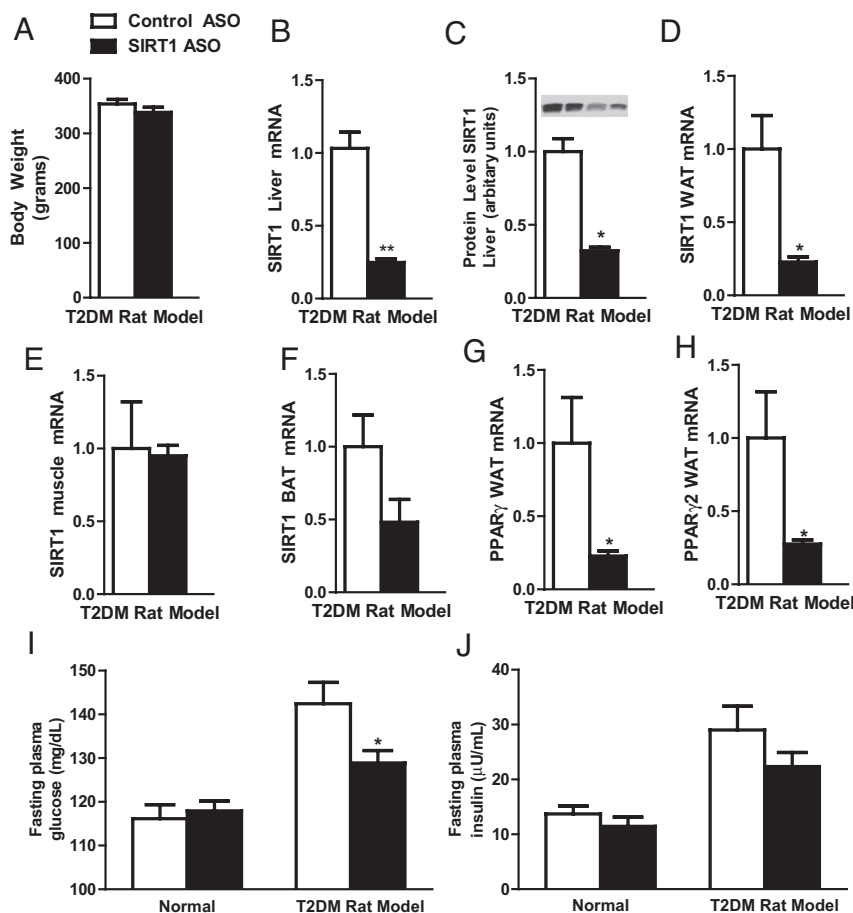 Control ASO
SIRT1 ASO
A
Body Weight
(grams)
400
300
200
100
0
T2DM Rat Model
B
SIRT1 Liver mRNA
1.5
1.0
0.5
0.0
**
T2DM Rat Model
C
Protein Level SIRT1
Liver (arbitary units)
1.5
1.0
0.5
0.0
*
T2DM Rat Model
D
SIRT1 WAT mRNA
1.5
1.0
0.5
0.0
*
T2DM Rat Model
E
SIRT1 muscle mRNA
1.5
1.0
0.5
0.0
T2DM Rat Model
F
SIRT1 BAT mRNA
1.5
1.0
0.5
0.0
T2DM Rat Model
G
PPARγ WAT mRNA
1.5
1.0
0.5
0.0
*
T2DM Rat Model
H
PPARγ2 WAT mRNA
1.5
1.0
0.5
0.0
*
T2DM Rat Model
I
Fasting plasma
glucose (mg/dL)
150
140
130
120
110
100
*
Normal
T2DM Rat Model
J
Fasting plasma
insulin (μU/mL)
40
30
20
10
0
Normal
T2DM Rat Model